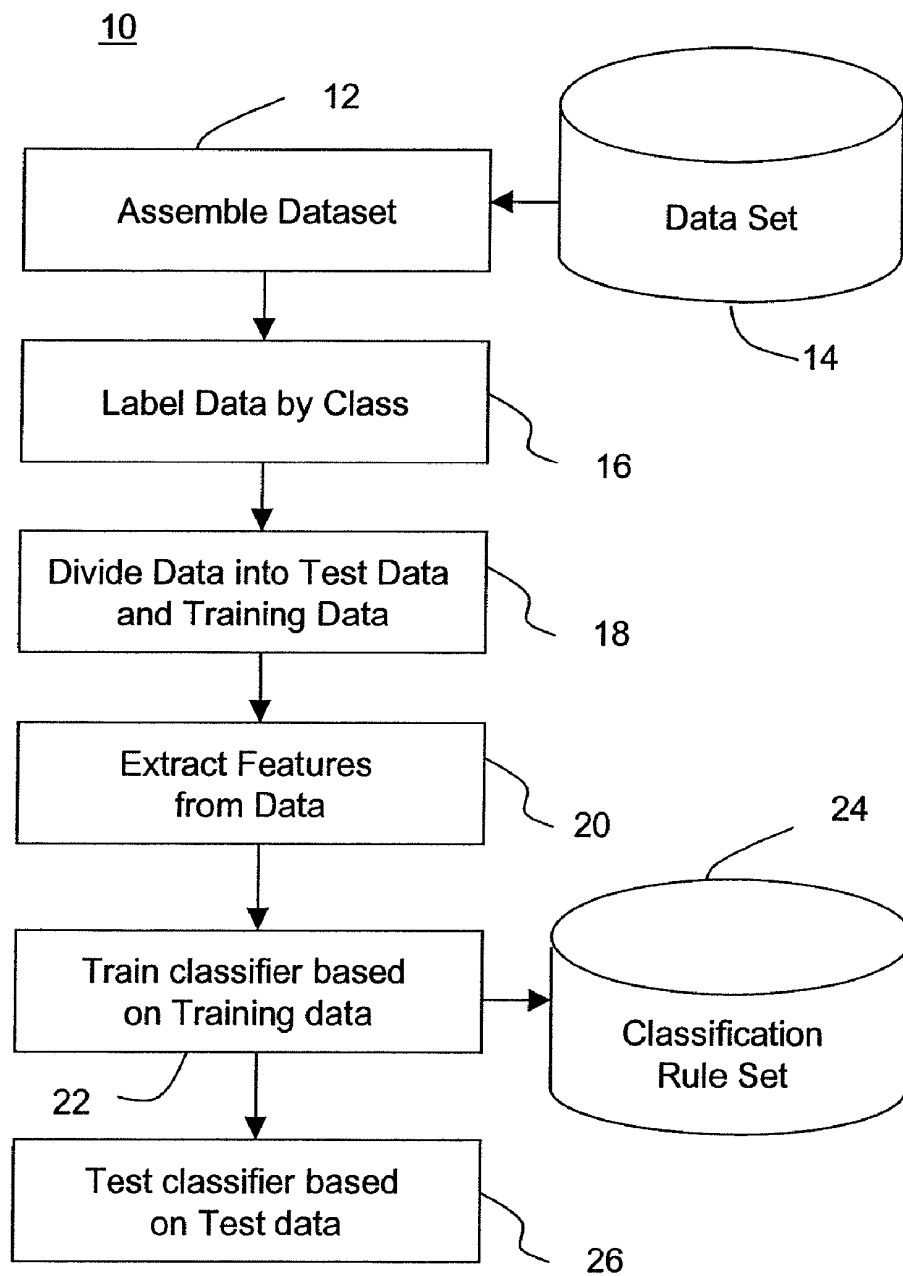 10
12
Assemble Dataset
Data Set
14
Label Data by Class
16
Divide Data into Test Data
and Training Data
18
Extract Features
from Data
20
24
Train classifier based
on Training data
Classification
Rule Set
22
Test classifier based
on Test data
26